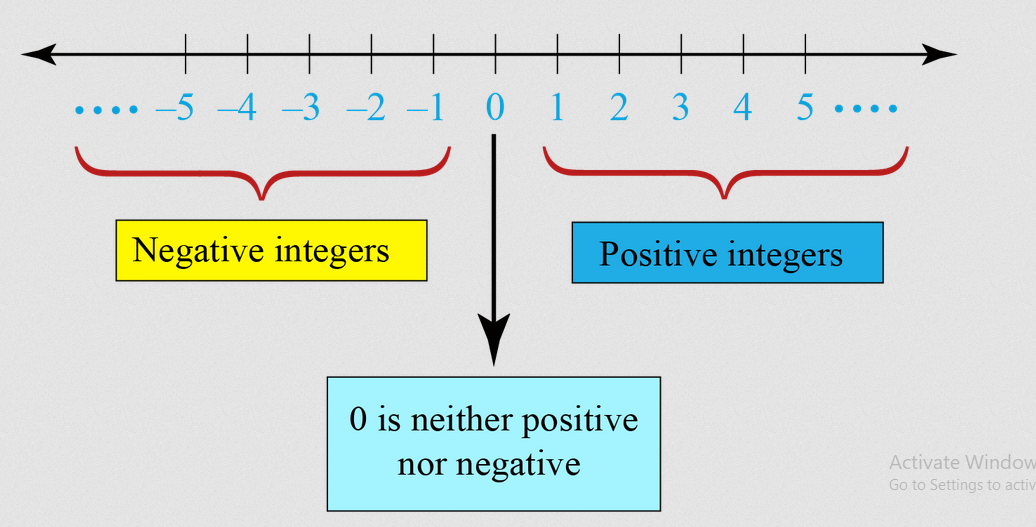 .... –5 –4 –3 –2 –1 0 1 2 3 4 5 ....
Negative integers
Positive integers
0 is neither positive
nor negative
Activate Window
Go to Settings to activ